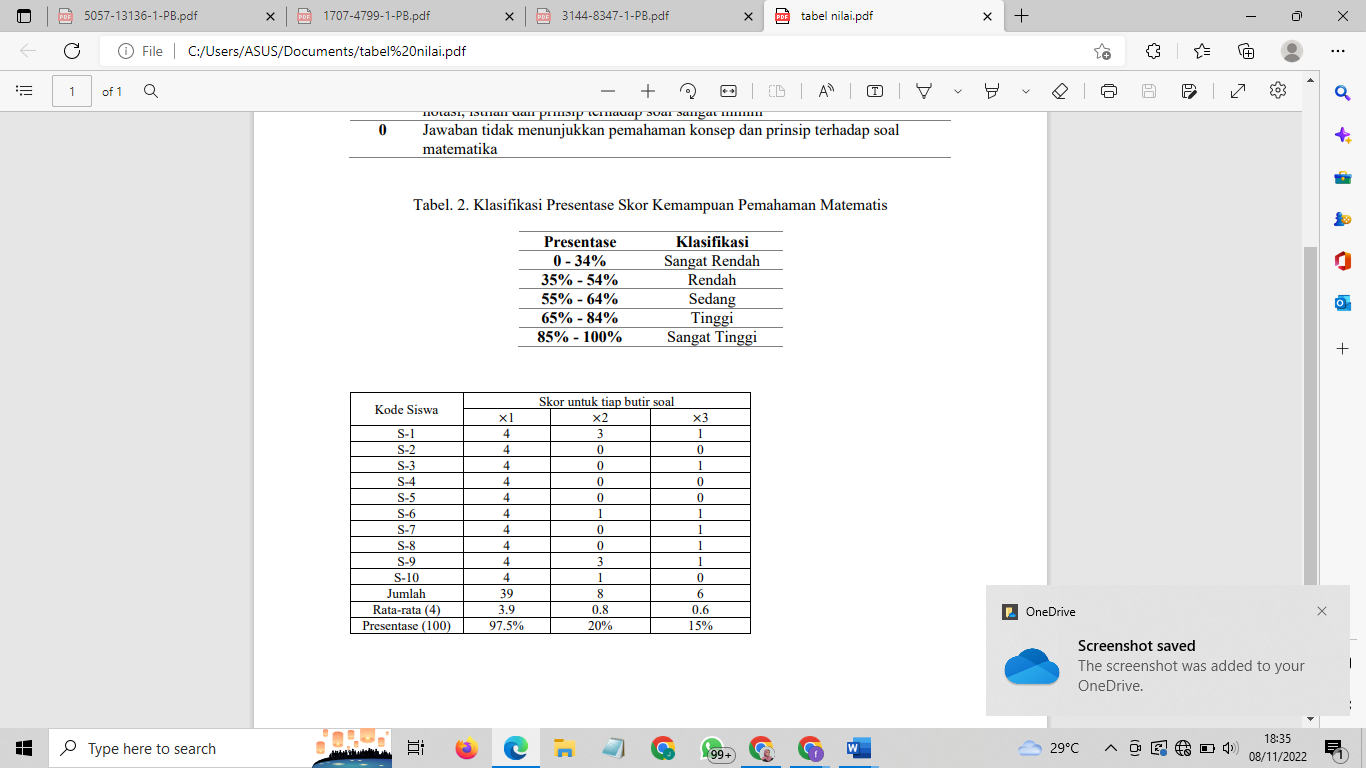 5057-13136-1-PB.pdf
1707-4799-1-PB.pdf
3144-8347-1-PB.pdf
tabel nilai.pdf
File C:/Users/ASUS/Documents/tabel%20nilai.pdf
1 of 1
notasi, istilah dan prinsip terhadap soal sangat minim
0 Jawaban tidak menunjukkan pemahaman konsep dan prinsip terhadap soal
matematika
Tabel. 2. Klasifikasi Presentase Skor Kemampuan Pemahaman Matematis
Presentase Klasifikasi
0 - 34% Sangat Rendah
35% - 54% Rendah
55% - 64% Sedang
65% - 84% Tinggi
85% - 100% Sangat Tinggi
Kode Siswa Skor untuk tiap butir soal
×1 ×2 ×3
S-1 4 3 1
S-2 4 0 0
S-3 4 0 1
S-4 4 0 0
S-5 4 0 0
S-6 4 1 1
S-7 4 0 1
S-8 4 0 1
S-9 4 3 1
S-10 4 1 0
Jumlah 39 8 6
Rata-rata (4) 3.9 0.8 0.6
Presentase (100) 97.5% 20% 15%
OneDrive
Screenshot saved
The screenshot was added to your
OneDrive.
Type here to search
99+
29°C
18:35
08/11/2022
1